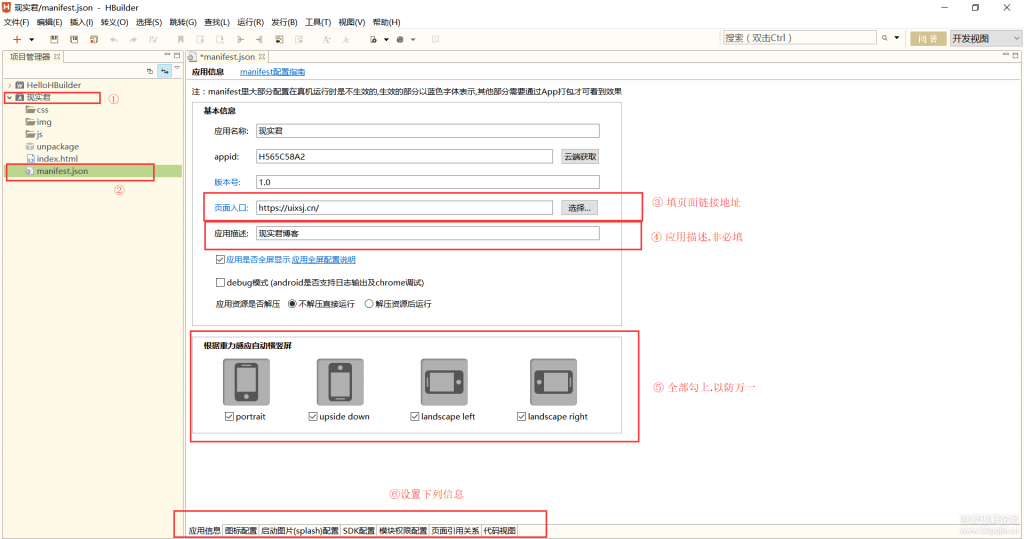 现实君/manifest.json - HBuilder
文件(F) 编辑(E) 插入(I) 转义(O) 选择(S) 跳转(G) 查找(L) 运行(R) 发行(B) 工具(T) 视图(V) 帮助(H)
搜索（双击Ctrl） 问 答 开发视图
项目管理器
*manifest.json
应用信息 manifest配置指南
HelloHBuilder
现实君 ①
css
img
js
unpackage
index.html
manifest.json
②
注：manifest里大部分配置在真机运行时是不生效的,生效的部分以蓝色字体表示,其他部分需要通过App打包才可看到效果
基本信息
应用名称: 现实君
appid: H565C58A2 云端获取
版本号: 1.0
页面入口: https://uixsj.cn/ 选择... ③ 填页面链接地址
应用描述: 现实君博客 ④ 应用描述,非必填
应用是否全屏显示 应用全屏配置说明
debug模式 (android是否支持日志输出及chrome调试)
应用资源是否解压 不解压直接运行 解压资源后运行
根据重力感应自动横竖屏
⑤ 全部勾上,以防万一
portrait upside down landscape left landscape right
⑥设置下列信息
应用信息 图标配置 启动图片(splash)配置 SDK配置 模块权限配置 页面引用关系 代码视图